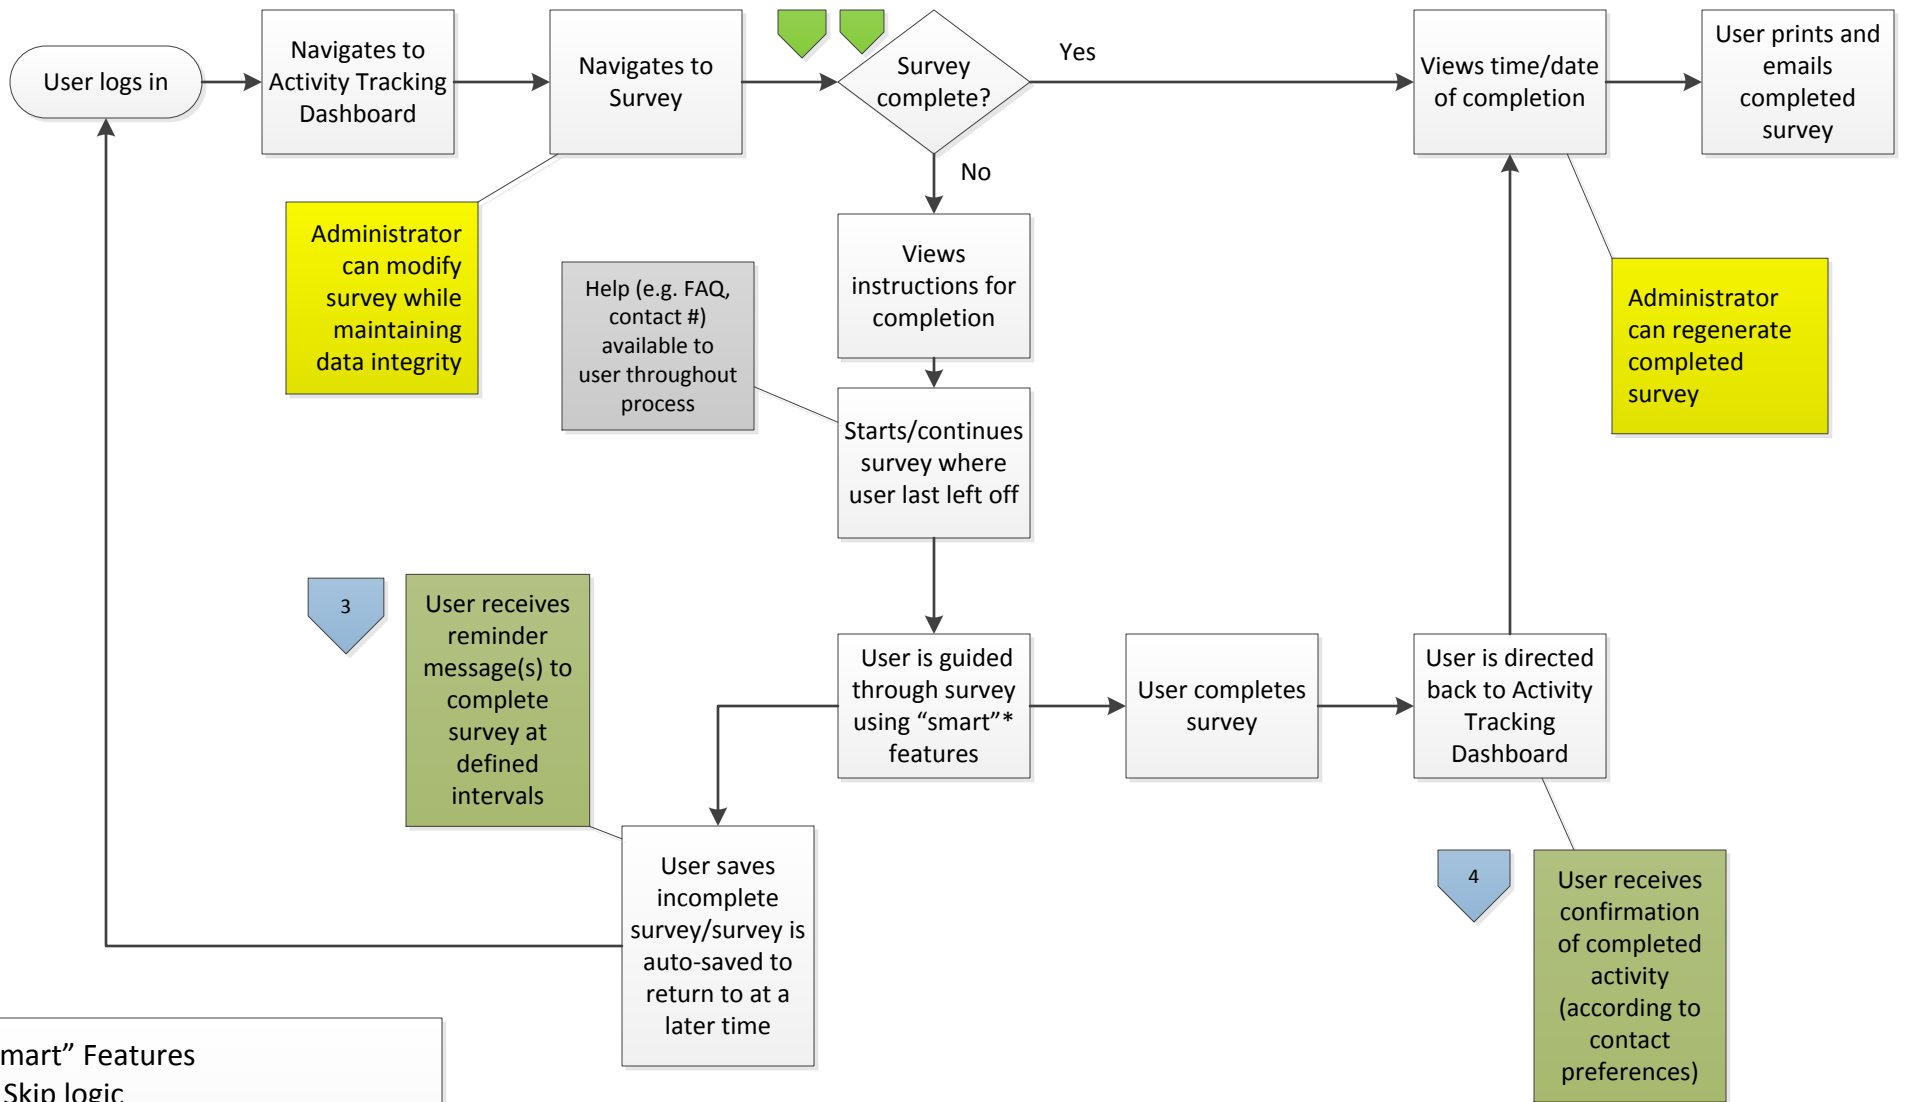 User logs in
Navigates to
Activity Tracking
Dashboard
Navigates to
Survey
Survey
complete?
Yes
Views time/date
of completion
User prints and
emails
completed
survey
No
Administrator
can modify
survey while
maintaining
data integrity
Help (e.g. FAQ,
contact #)
available to
user throughout
process
Views
instructions for
completion
Administrator
can regenerate
completed
survey
Starts/continues
survey where
user last left off
3
User receives
reminder
message(s) to
complete
survey at
defined
intervals
User is guided
through survey
using “smart”*
features
User completes
survey
User is directed
back to Activity
Tracking
Dashboard
User saves
incomplete
survey/survey is
auto-saved to
return to at a
later time
4
User receives
confirmation
of completed
activity
(according to
contact
preferences)
mart” Features
Skip logic